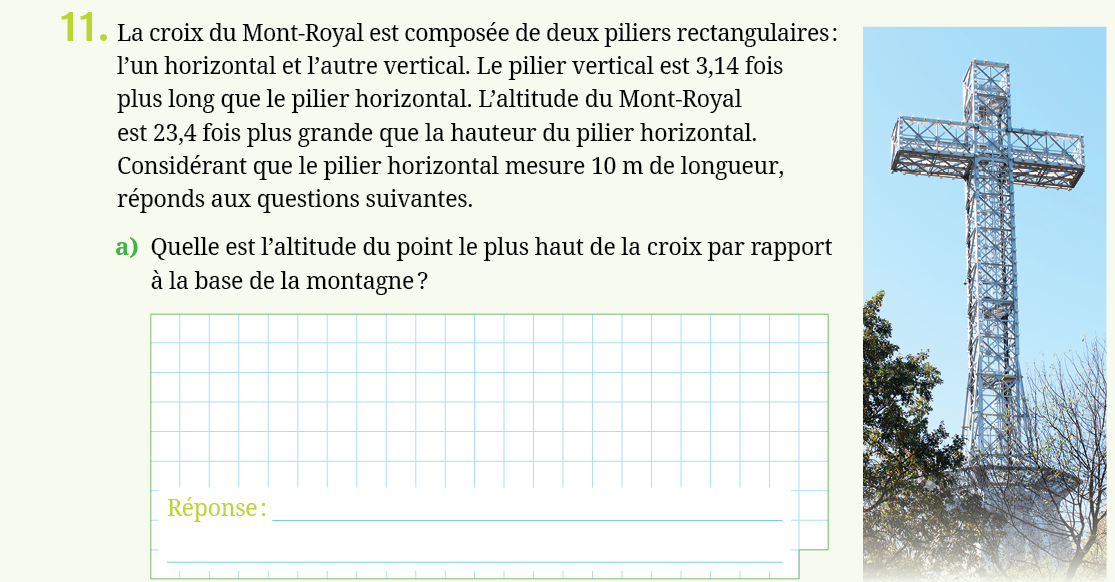 11. La croix du Mont-Royal est composée de deux piliers rectangulaires :
l’un horizontal et l’autre vertical. Le pilier vertical est 3,14 fois
plus long que le pilier horizontal. L’altitude du Mont-Royal
est 23,4 fois plus grande que la hauteur du pilier horizontal.
Considérant que le pilier horizontal mesure 10 m de longueur,
réponds aux questions suivantes.
a) Quelle est l’altitude du point le plus haut de la croix par rapport
à la base de la montagne ?
Réponse :